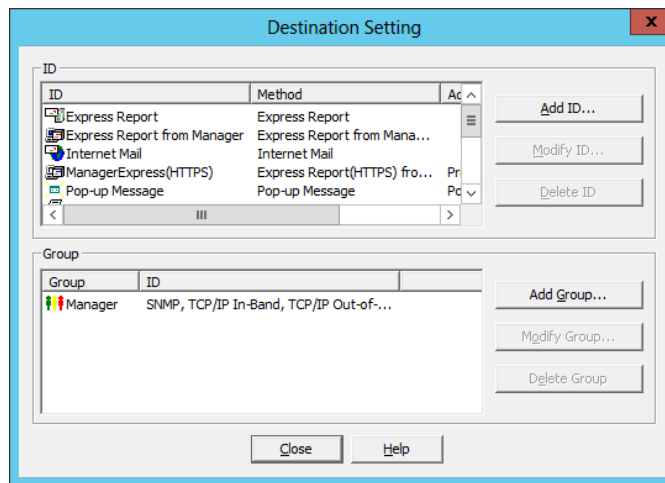 Destination Setting
x
ID
ID Method Ac
Express Report Express Report
Express Report from Manager Express Report from Mana...
Internet Mail Internet Mail
ManagerExpress(HTTPS) Express Report(HTTPS) fro... Pr
Pop-up Message Pop-up Message Po
Add ID...
Modify ID...
Delete ID
Group
Group ID
Manager SNMP, TCP/IP In-Band, TCP/IP Out-of-...
Add Group...
Modify Group...
Delete Group
Close Help